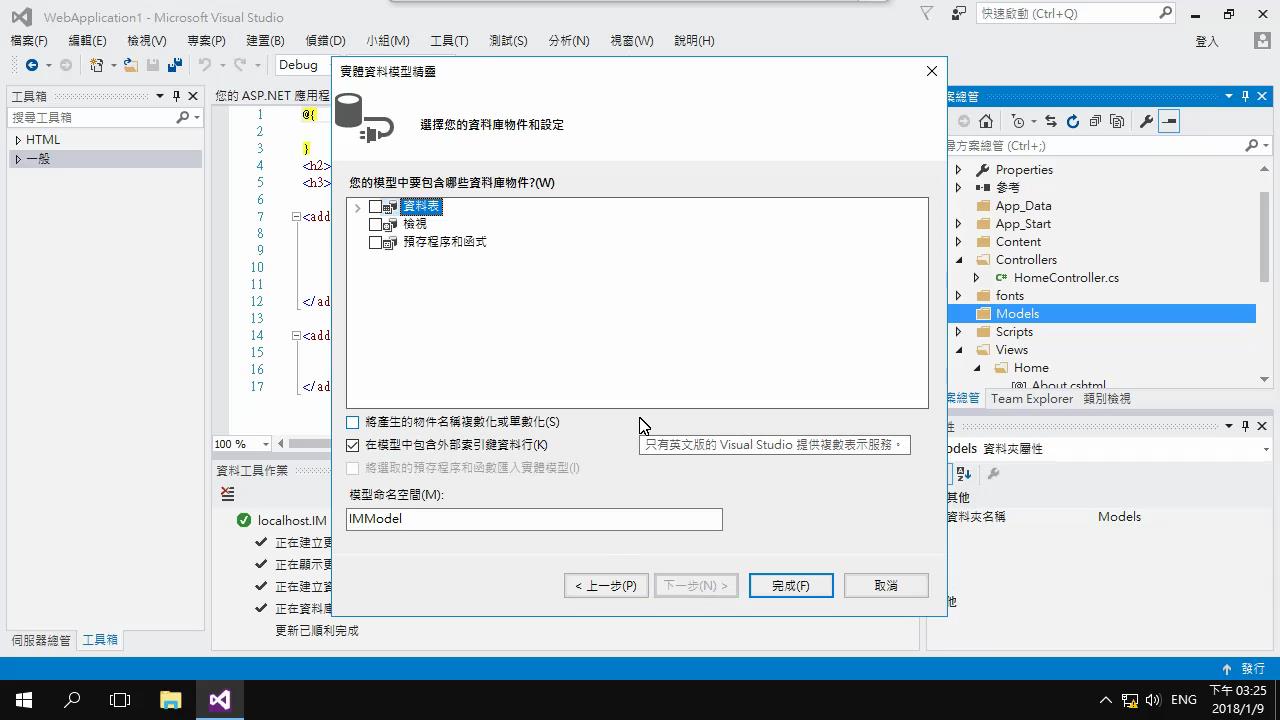 WebApplication1 - Microsoft Visual Studio
快速啟動 (Ctrl+Q)
檔案(F) 編輯(E) 檢視(V) 專案(P) 建置(B) 偵錯(D) 小組(M) 工具(T) 測試(S) 分析(N) 視窗(W) 說明(H)
登入
Debug
工具箱
搜尋工具箱
HTML
一般
您的 ASP.NET 應用程
1 @{
2
3 }
4 <h2>
5 <h3>
6
7 <add
8
9
10
11
12 </ad
13
14 <add
15
16
17 </ad
100 %
資料工具作業
localhost.IM
正在建立更
正在顯示更
正在建立資
正在資料庫
更新已順利完成
伺服器總管 工具箱
實體資料模型精靈
選擇您的資料庫物件和設定
您的模型中要包含哪些資料庫物件?(W)
資料表
檢視
預存程序和函式
將產生的物件名稱複數化或單數化(S)
在模型中包含外部索引鍵資料行(K)
只有英文版的 Visual Studio 提供複數表示服務。
將選取的預存程序和函數匯入實體模型(I)
模型命名空間(M):
IMModel
< 上一步(P) 下一步(N) > 完成(F) 取消
案總管
尋方案總管 (Ctrl+;)
Properties
參考
App_Data
App_Start
Content
Controllers
C# HomeController.cs
fonts
Models
Scripts
Views
Home
[@] About.cshtml
案總管 Team Explorer 類別檢視
性
odels 資料夾屬性
其他
資料夾名稱 Models
他
發行
ENG
下午 03:25
2018/1/9